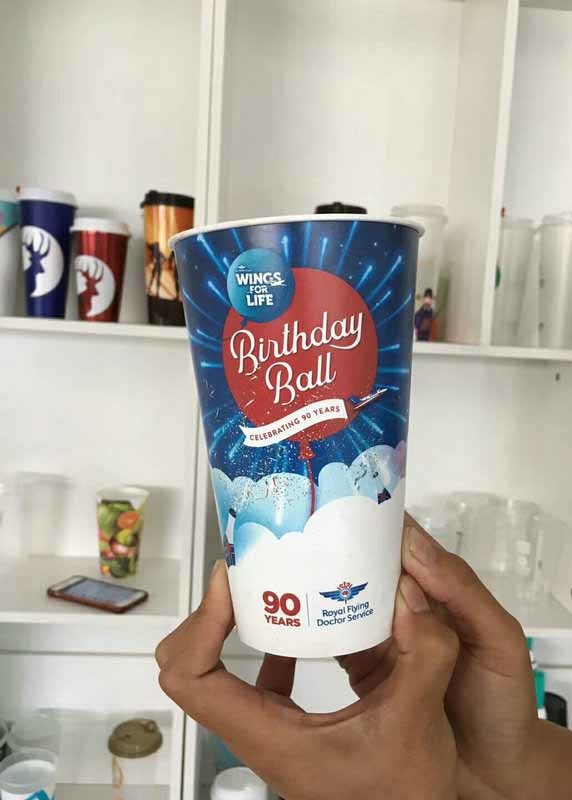 WINGS
FOR
LIFE
Birthday
Ball
CELEBRATING 90 YEARS
90
YEARS
Royal Flying
Doctor Service